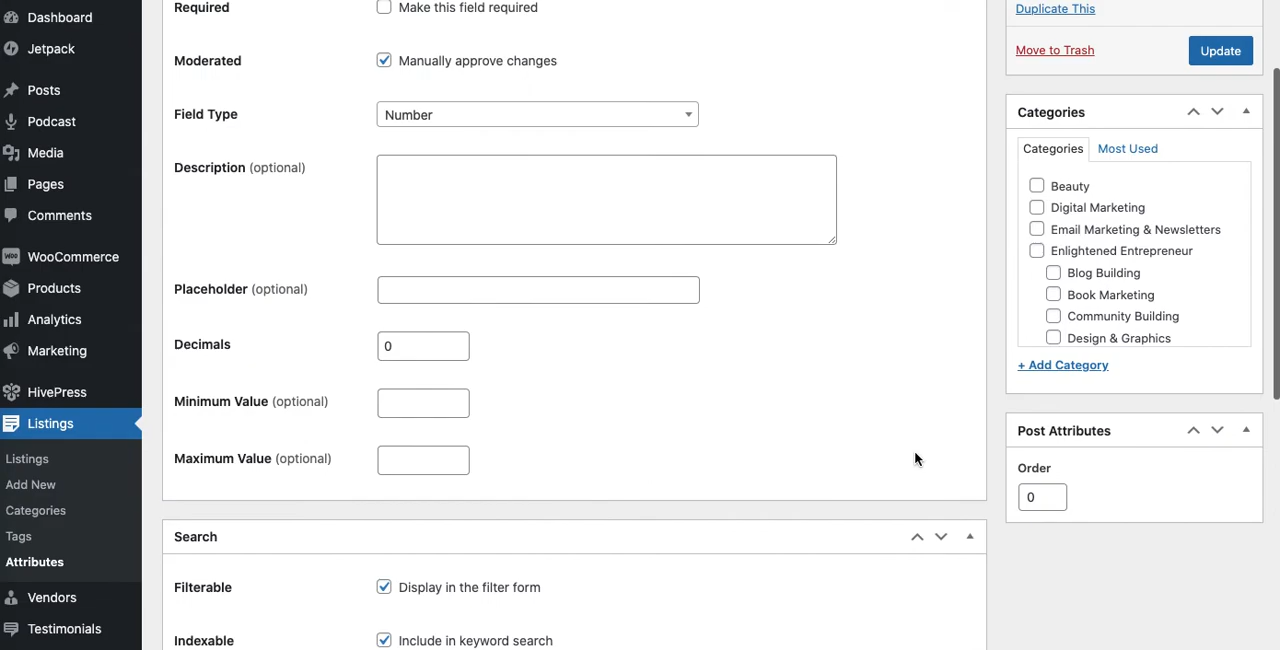 Dashboard
Jetpack
Posts
Podcast
Media
Pages
Comments
WooCommerce
Products
Analytics
Marketing
HivePress
Listings
Listings
Add New
Categories
Tags
Attributes
Vendors
Testimonials
Required
Make this field required
Moderated
Manually approve changes
Field Type
Number
Description (optional)
Placeholder (optional)
Decimals
0
Minimum Value (optional)
Maximum Value (optional)
Search
Filterable
Display in the filter form
Indexable
Include in keyword search
Duplicate This
Move to Trash
Update
Categories
Categories Most Used
Beauty
Digital Marketing
Email Marketing & Newsletters
Enlightened Entrepreneur
Blog Building
Book Marketing
Community Building
Design & Graphics
+ Add Category
Post Attributes
Order
0